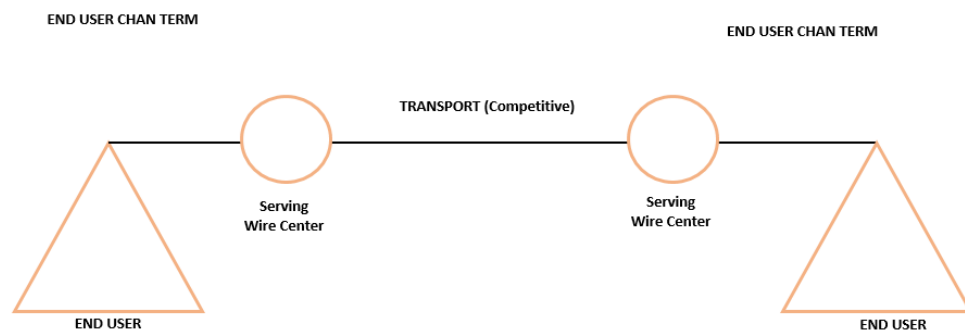 END USER CHAN TERM
END USER CHAN TERM
TRANSPORT (Competitive)
Serving
Wire Center
Serving
Wire Center
END USER
END USER